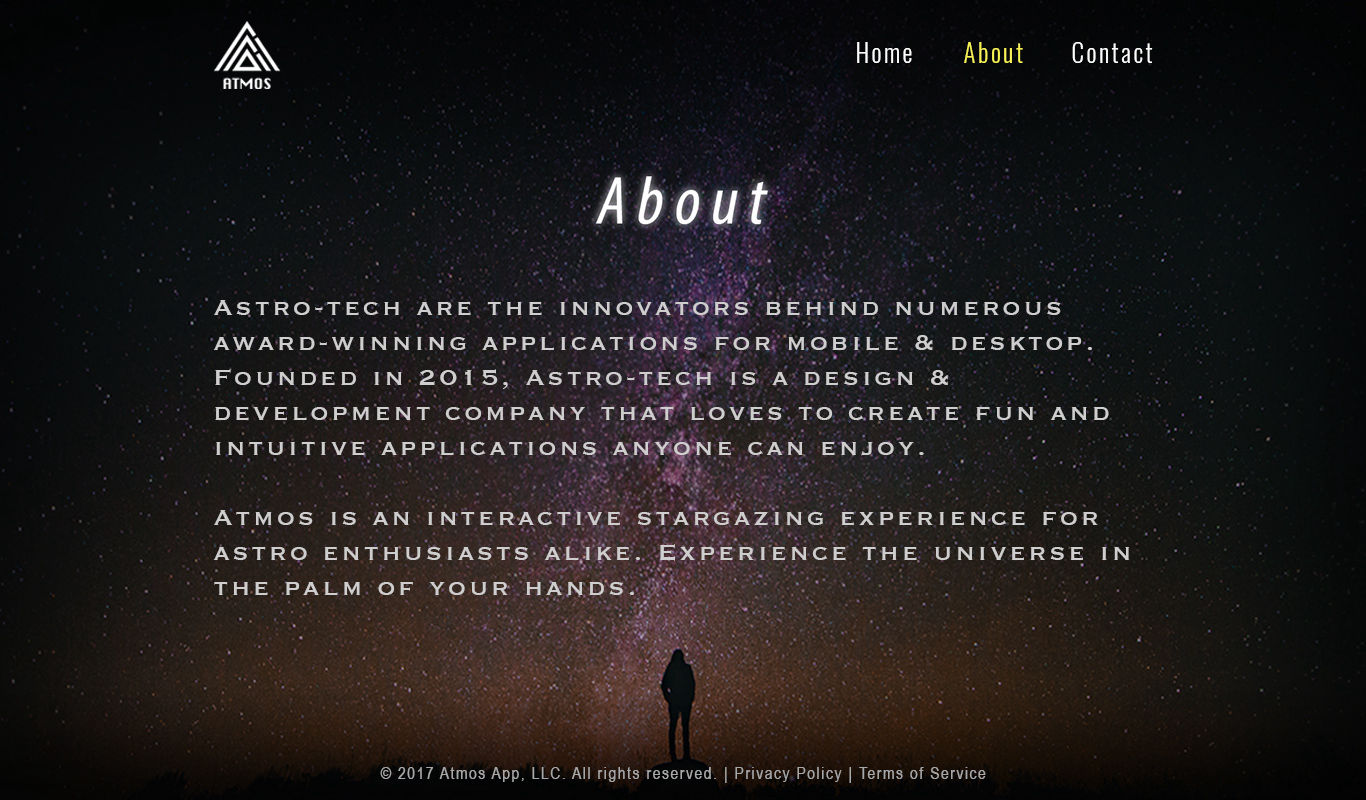 ATMOS
Home About Contact
About
Astro-tech are the innovators behind numerous
award-winning applications for mobile & desktop.
Founded in 2015, Astro-tech is a design &
development company that loves to create fun and
intuitive applications anyone can enjoy.
Atmos is an interactive stargazing experience for
astro enthusiasts alike. Experience the universe in
the palm of your hands.
© 2017 Atmos App, LLC. All rights reserved. | Privacy Policy | Terms of Service